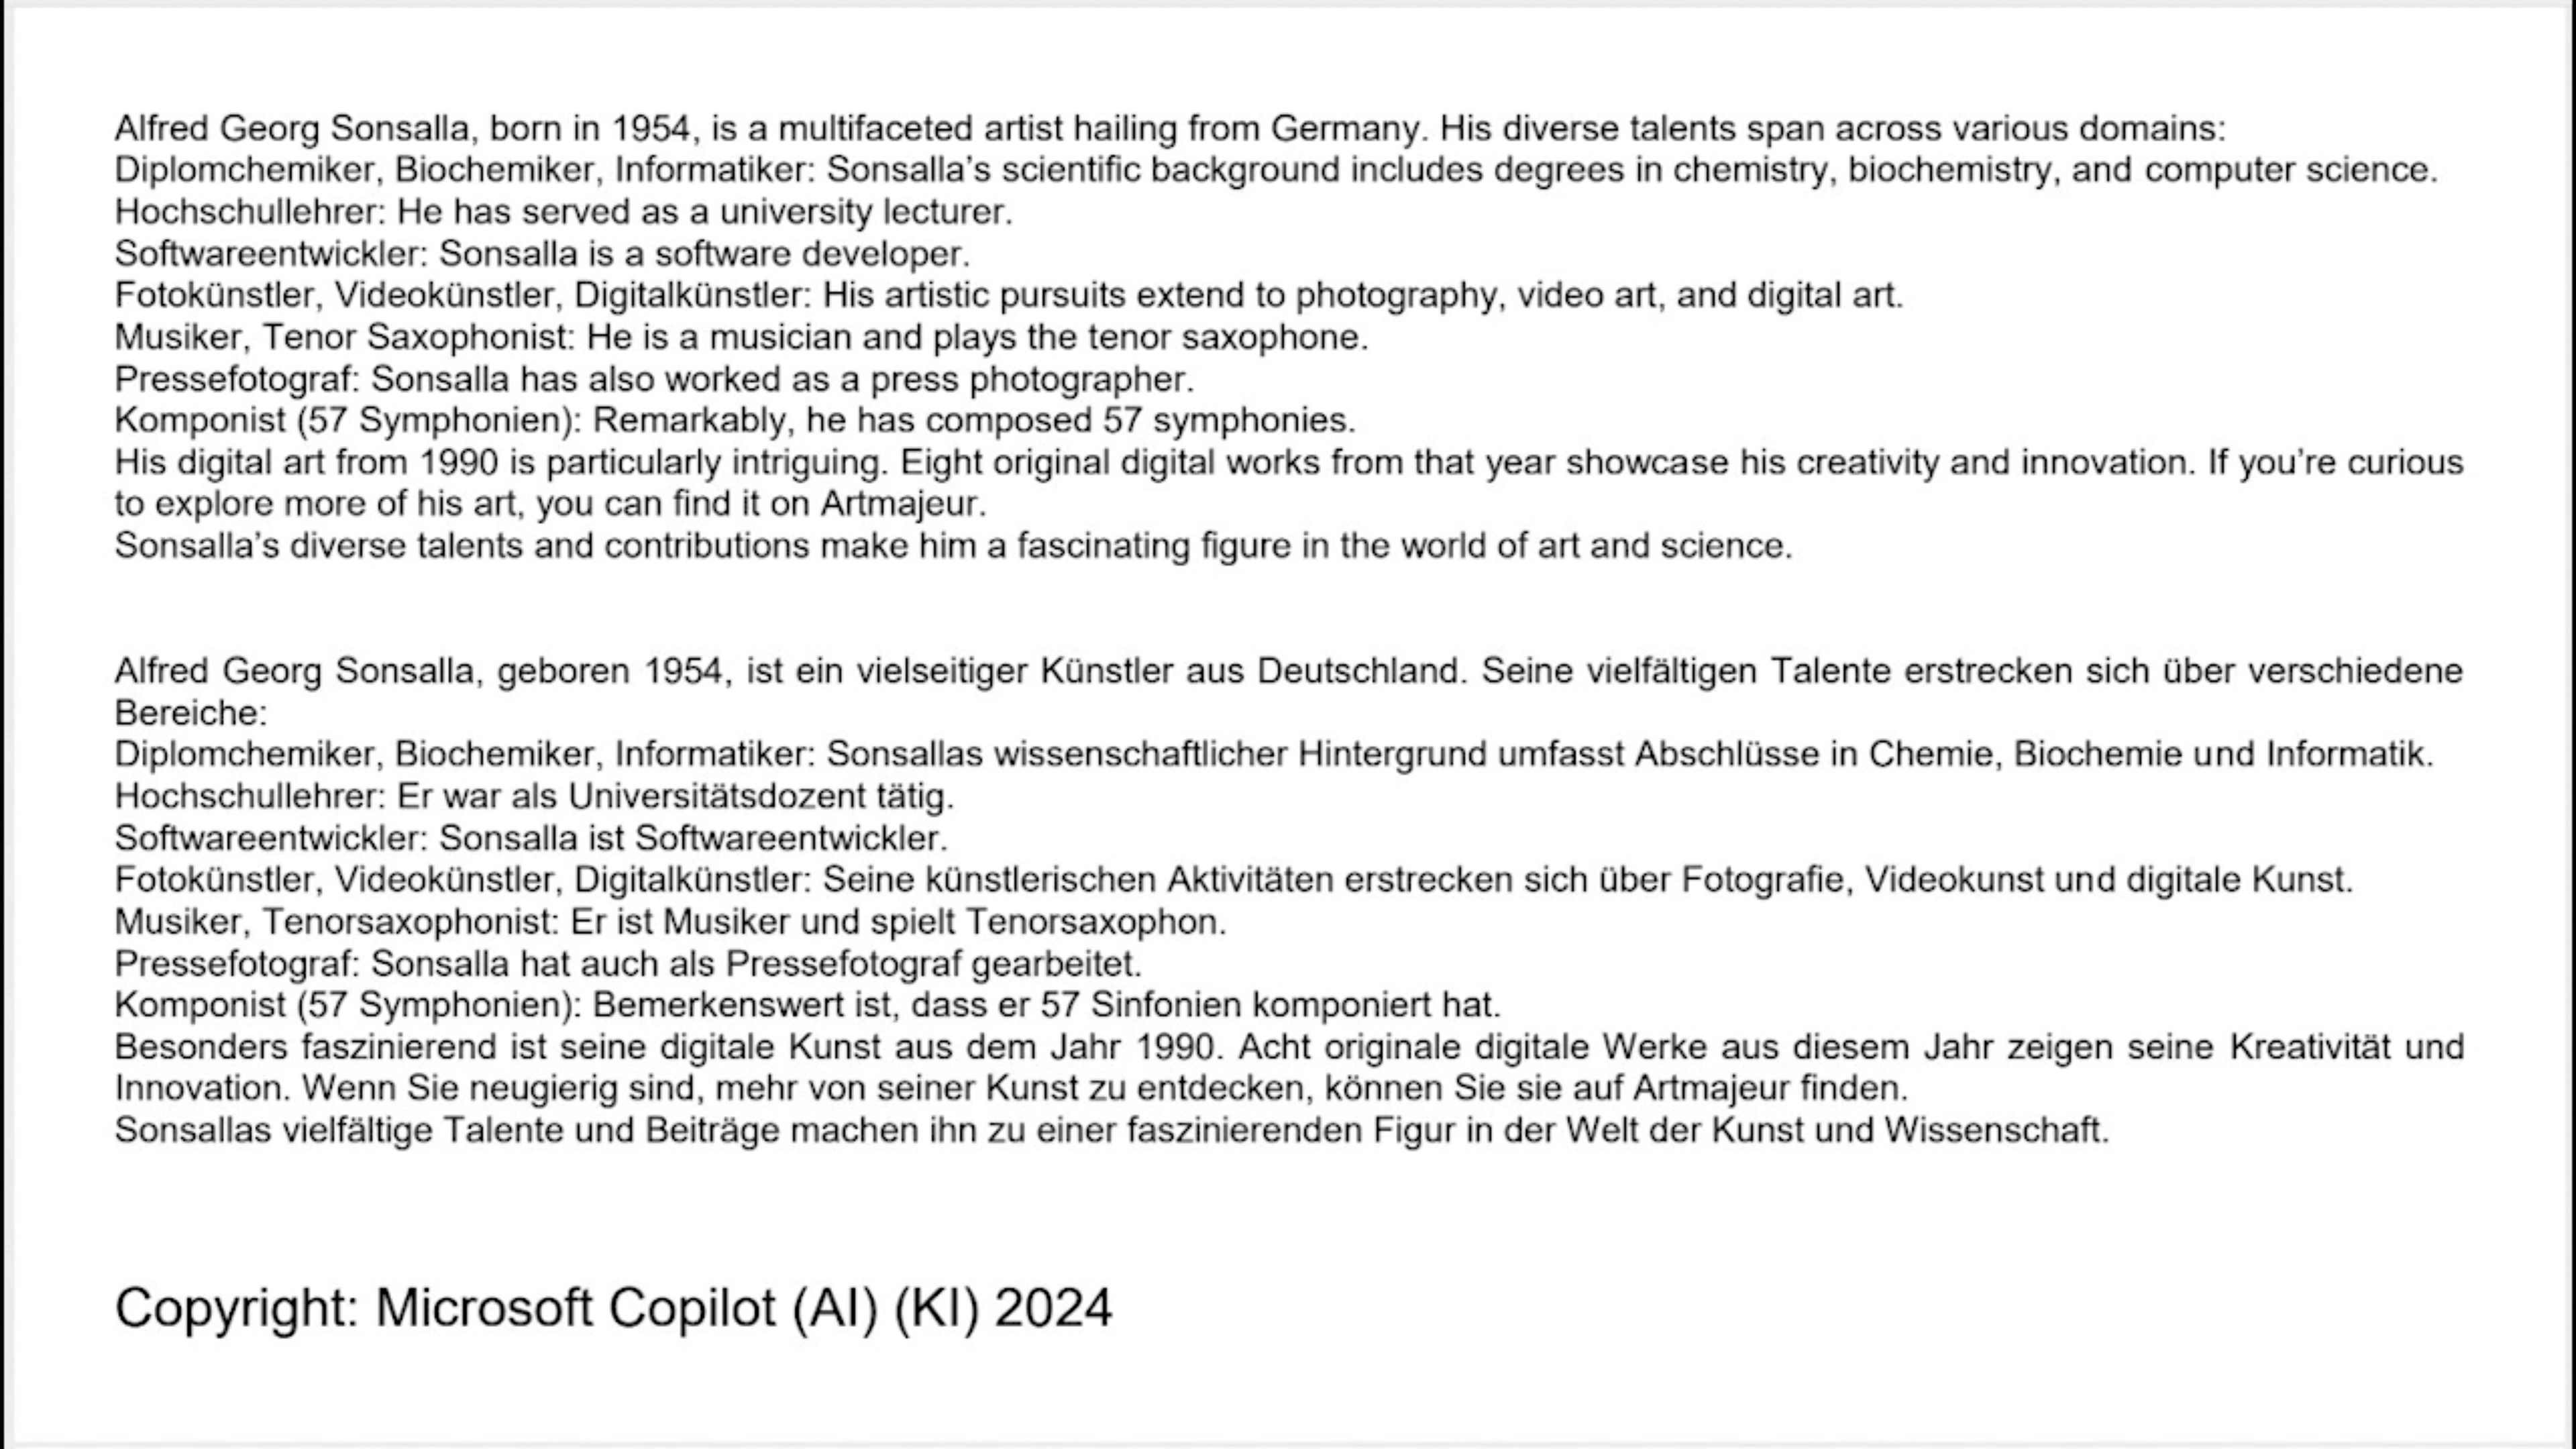 Alfred Georg Sonsalla, born in 1954, is a multifaceted artist hailing from Germany. His diverse talents span across various domains:
Diplomchemiker, Biochemiker, Informatiker: Sonsalla’s scientific background includes degrees in chemistry, biochemistry, and computer science.
Hochschullehrer: He has served as a university lecturer.
Softwareentwickler: Sonsalla is a software developer.
Fotokünstler, Videokünstler, Digitalkünstler: His artistic pursuits extend to photography, video art, and digital art.
Musiker, Tenor Saxophonist: He is a musician and plays the tenor saxophone.
Pressefotograf: Sonsalla has also worked as a press photographer.
Komponist (57 Symphonien): Remarkably, he has composed 57 symphonies.
His digital art from 1990 is particularly intriguing. Eight original digital works from that year showcase his creativity and innovation. If you’re curious
to explore more of his art, you can find it on Artmajeur.
Sonsalla’s diverse talents and contributions make him a fascinating figure in the world of art and science.
Alfred Georg Sonsalla, geboren 1954, ist ein vielseitiger Künstler aus Deutschland. Seine vielfältigen Talente erstrecken sich über verschiedene
Bereiche:
Diplomchemiker, Biochemiker, Informatiker: Sonsallas wissenschaftlicher Hintergrund umfasst Abschlüsse in Chemie, Biochemie und Informatik.
Hochschullehrer: Er war als Universitätsdozent tätig.
Softwareentwickler: Sonsalla ist Softwareentwickler.
Fotokünstler, Videokünstler, Digitalkünstler: Seine künstlerischen Aktivitäten erstrecken sich über Fotografie, Videokunst und digitale Kunst.
Musiker, Tenorsaxophonist: Er ist Musiker und spielt Tenorsaxophon.
Pressefotograf: Sonsalla hat auch als Pressefotograf gearbeitet.
Komponist (57 Symphonien): Bemerkenswert ist, dass er 57 Sinfonien komponiert hat.
Besonders faszinierend ist seine digitale Kunst aus dem Jahr 1990. Acht originale digitale Werke aus diesem Jahr zeigen seine Kreativität und
Innovation. Wenn Sie neugierig sind, mehr von seiner Kunst zu entdecken, können Sie sie auf Artmajeur finden.
Sonsallas vielfältige Talente und Beiträge machen ihn zu einer faszinierenden Figur in der Welt der Kunst und Wissenschaft.
Copyright: Microsoft Copilot (AI) (KI) 2024